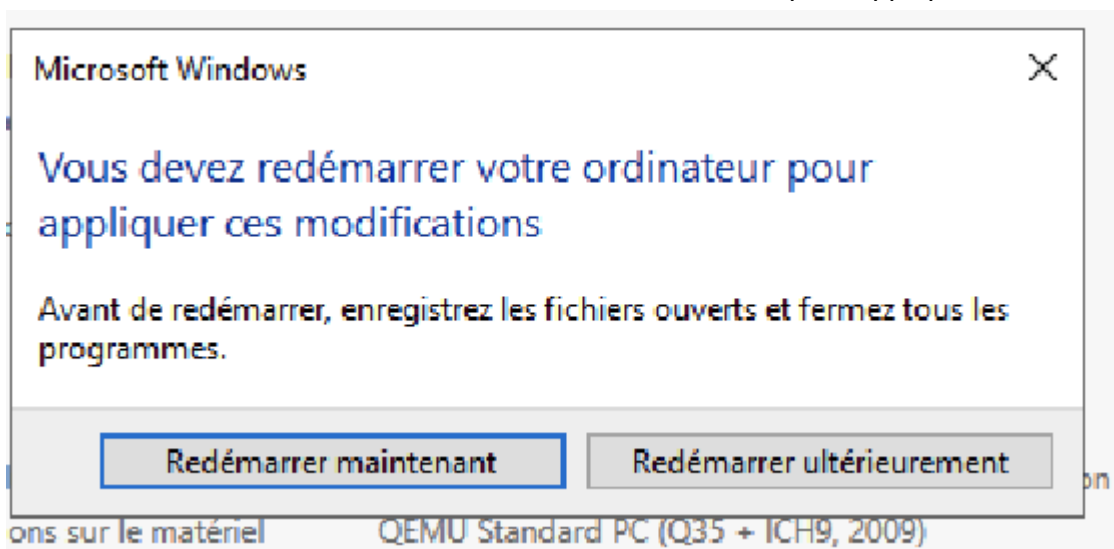 Microsoft Windows
Vous devez redémarrer votre ordinateur pour
appliquer ces modifications
Avant de redémarrer, enregistrez les fichiers ouverts et fermez tous les
programmes.
Redémarrer maintenant
Redémarrer ultérieurement
on
ons sur le matériel
QEMU Standard PC (Q35 + ICH9, 2009)